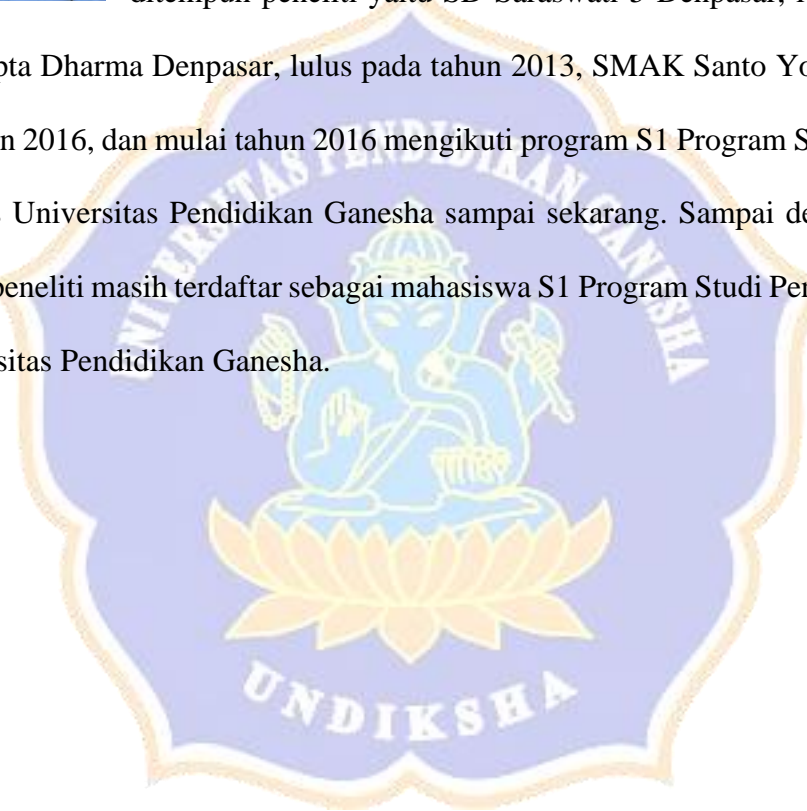 ditempuh peneliti yaitu SD Saraswati 3 Denpasar,
pta Dharma Denpasar, lulus pada tahun 2013, SMAK Santo Yo
n 2016, dan mulai tahun 2016 mengikuti program S1 Program S
s Universitas Pendidikan Ganesha sampai sekarang. Sampai de
peneliti masih terdaftar sebagai mahasiswa S1 Program Studi Pen
sitas Pendidikan Ganesha.
UNIVERSITAS PENDIDIKAN GANESHA
UNDIKSHA